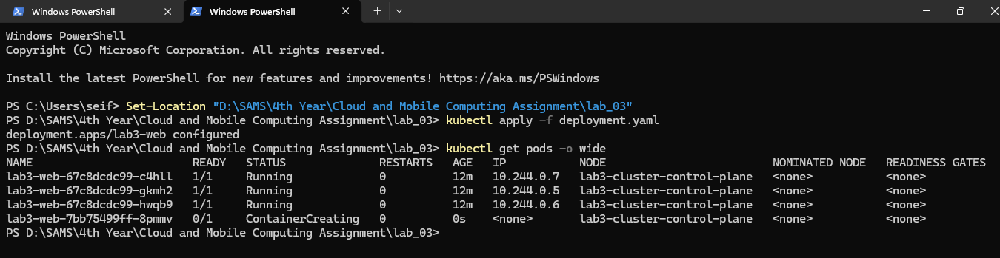 Windows PowerShell
Windows PowerShell
Windows PowerShell
Copyright (C) Microsoft Corporation. All rights reserved.
Install the latest PowerShell for new features and improvements! https://aka.ms/PSWindows
PS C:\Users\seif> Set-Location "D:\SAMS\4th Year\Cloud and Mobile Computing Assignment\lab_03"
PS D:\SAMS\4th Year\Cloud and Mobile Computing Assignment\lab_03> kubectl apply -f deployment.yaml
deployment.apps/lab3-web configured
PS D:\SAMS\4th Year\Cloud and Mobile Computing Assignment\lab_03> kubectl get pods -o wide
NAME READY STATUS RESTARTS AGE IP NODE NOMINATED NODE READINESS GATES
lab3-web-67c8dcdc99-c4hll 1/1 Running 0 12m 10.244.0.7 lab3-cluster-control-plane <none> <none>
lab3-web-67c8dcdc99-gkmh2 1/1 Running 0 12m 10.244.0.5 lab3-cluster-control-plane <none> <none>
lab3-web-67c8dcdc99-hwqb9 1/1 Running 0 12m 10.244.0.6 lab3-cluster-control-plane <none> <none>
lab3-web-7bb75499ff-8pmmv 0/1 ContainerCreating 0 0s <none> lab3-cluster-control-plane <none> <none>
PS D:\SAMS\4th Year\Cloud and Mobile Computing Assignment\lab_03>